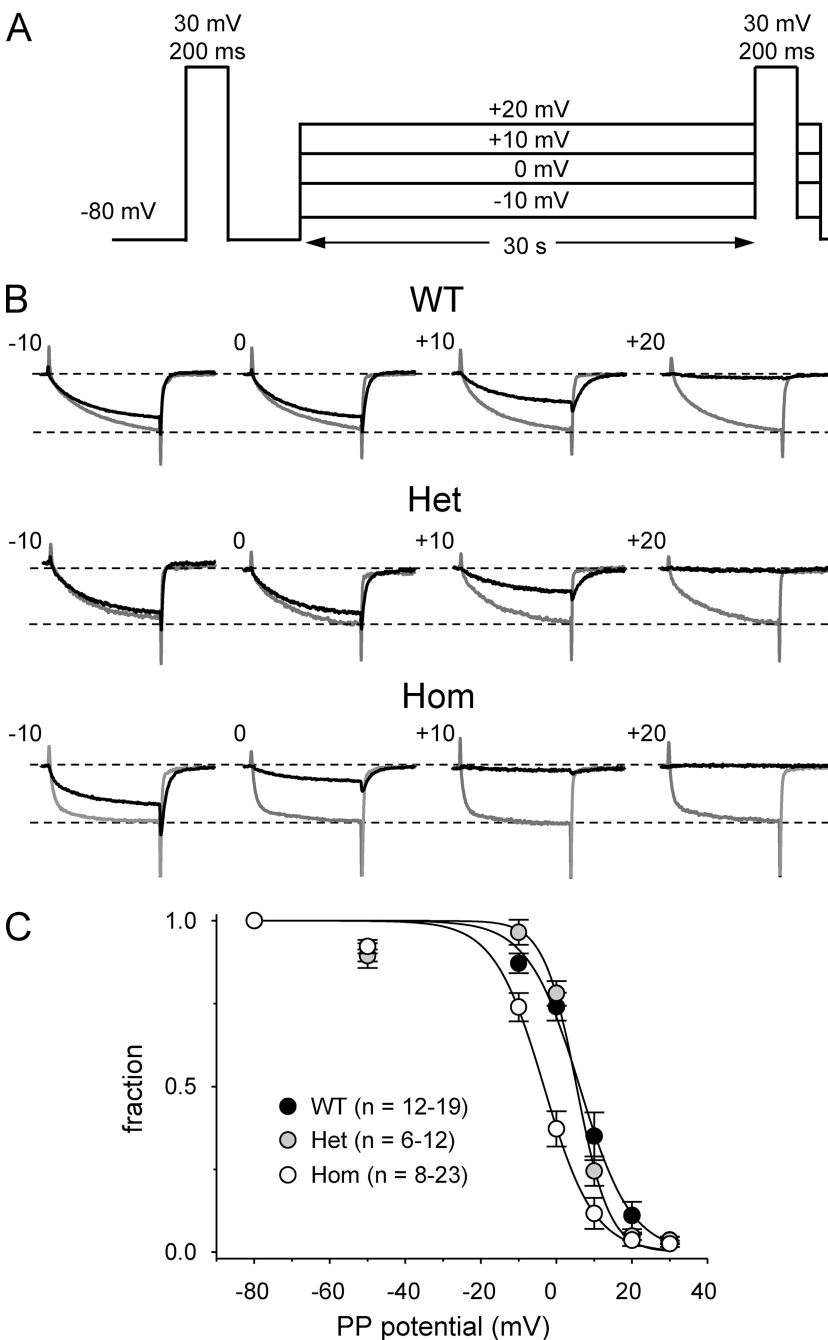 A
30 mV
200 ms
30 mV
200 ms
+20 mV
+10 mV
0 mV
-10 mV
-80 mV
30 s
B
WT
-10
0
+10
+20
Het
-10
0
+10
+20
Hom
-10
0
+10
+20
C
1.0
0.5
0.0
fraction
WT (n = 12-19)
Het (n = 6-12)
Hom (n = 8-23)
-80
-60
-40
-20
0
20
40
PP potential (mV)